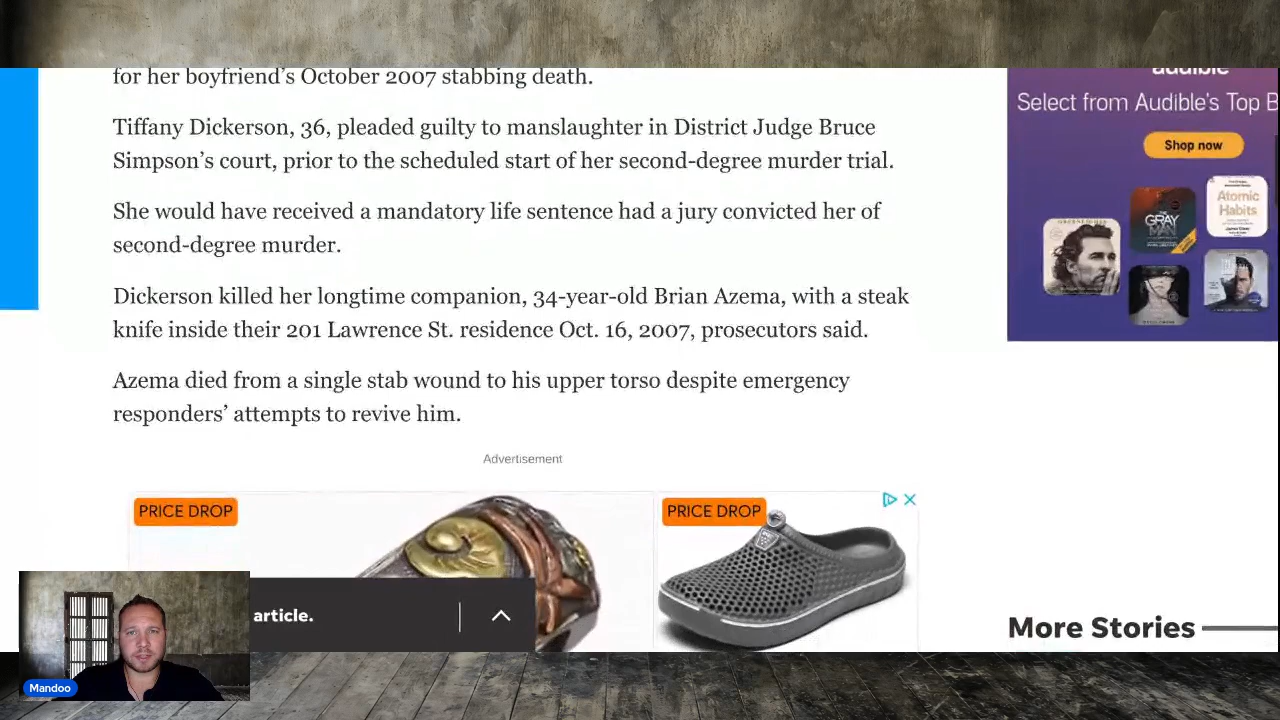 for her boyfriend's October 2007 stabbing death.
Tiffany Dickerson, 36, pleaded guilty to manslaughter in District Judge Bruce
Simpson's court, prior to the scheduled start of her second-degree murder trial.
She would have received a mandatory life sentence had a jury convicted her of
second-degree murder.
Dickerson killed her longtime companion, 34-year-old Brian Azema, with a steak
knife inside their 201 Lawrence St. residence Oct. 16, 2007, prosecutors said.
Azema died from a single stab wound to his upper torso despite emergency
responders' attempts to revive him.
Advertisement
PRICE DROP
PRICE DROP
article.
Mandoo
audible
Select from Audible's Top B
Shop now
THE GRAY MAN
Atomic
Habits
More Stories